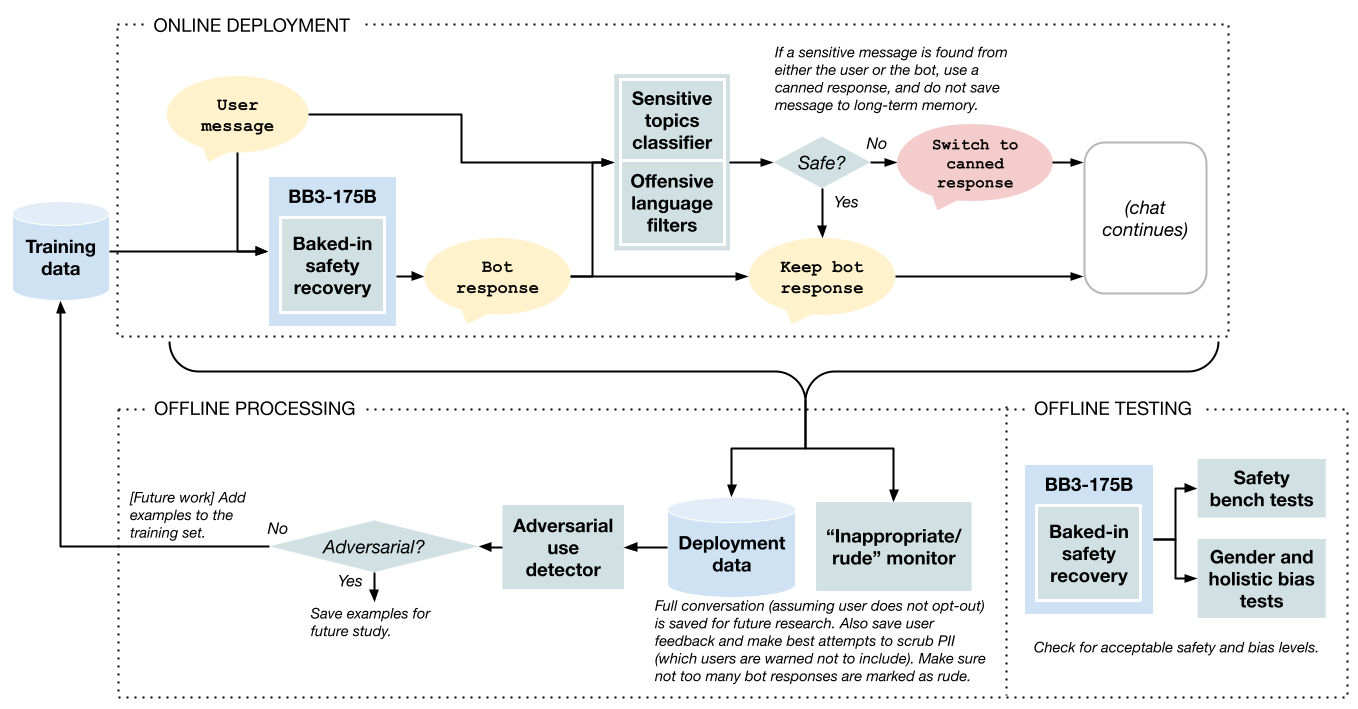 ONLINE DEPLOYMENT
If a sensitive message is found from
either the user or the bot, use a
canned response, and do not save
message to long-term memory.
User
message
Sensitive
topics
classifier
Offensive
language
filters
Safe?
No
Yes
Switch to
canned
response
(chat
continues)
Training
data
BB3-175B
Baked-in
safety
recovery
Bot
response
Keep bot
response
OFFLINE PROCESSING
[Future work] Add
examples to the
training set.
No
Adversarial?
Yes
Save examples for
future study.
Adversarial
use
detector
Deployment
data
“Inappropriate/
rude” monitor
Full conversation (assuming user does not opt-out)
is saved for future research. Also save user
feedback and make best attempts to scrub PII
(which users are warned not to include). Make sure
not too many bot responses are marked as rude.
OFFLINE TESTING
BB3-175B
Baked-in
safety
recovery
Safety
bench tests
Gender and
holistic bias
tests
Check for acceptable safety and bias levels.